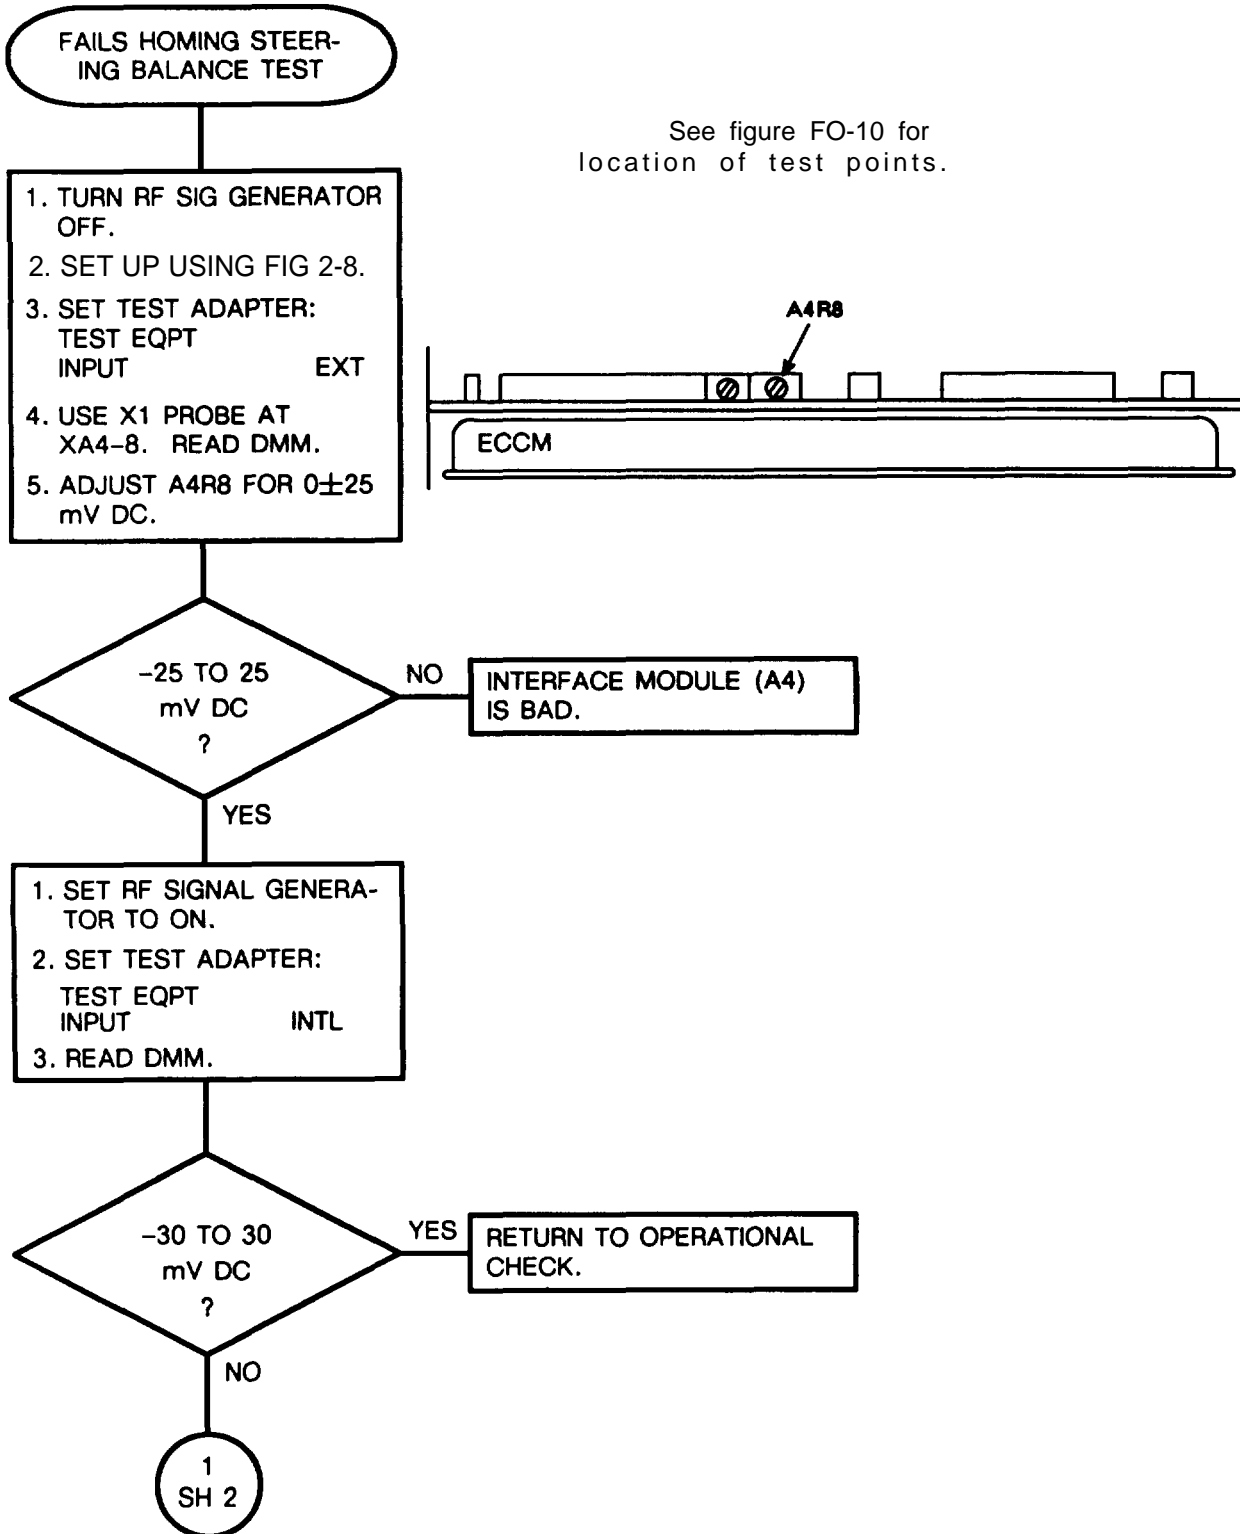 FAILS HOMING STEER-
ING BALANCE TEST
See figure FO-10 for
location of test points.
1. TURN RF SIG GENERATOR
OFF.
2. SET UP USING FIG 2-8.
3. SET TEST ADAPTER:
TEST EQPT
INPUT EXT
4. USE X1 PROBE AT
XA4-8. READ DMM.
5. ADJUST A4R8 FOR 0±25
mV DC.
A4R8
ECCM
-25 TO 25
mV DC
?
NO
INTERFACE MODULE (A4)
IS BAD.
YES
1. SET RF SIGNAL GENERA-
TOR TO ON.
2. SET TEST ADAPTER:
TEST EQPT
INPUT INTL
3. READ DMM.
-30 TO 30
mV DC
?
YES
RETURN TO OPERATIONAL
CHECK.
NO
1
SH 2